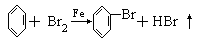 + Br₂ Fe→ Br + HBr ↑